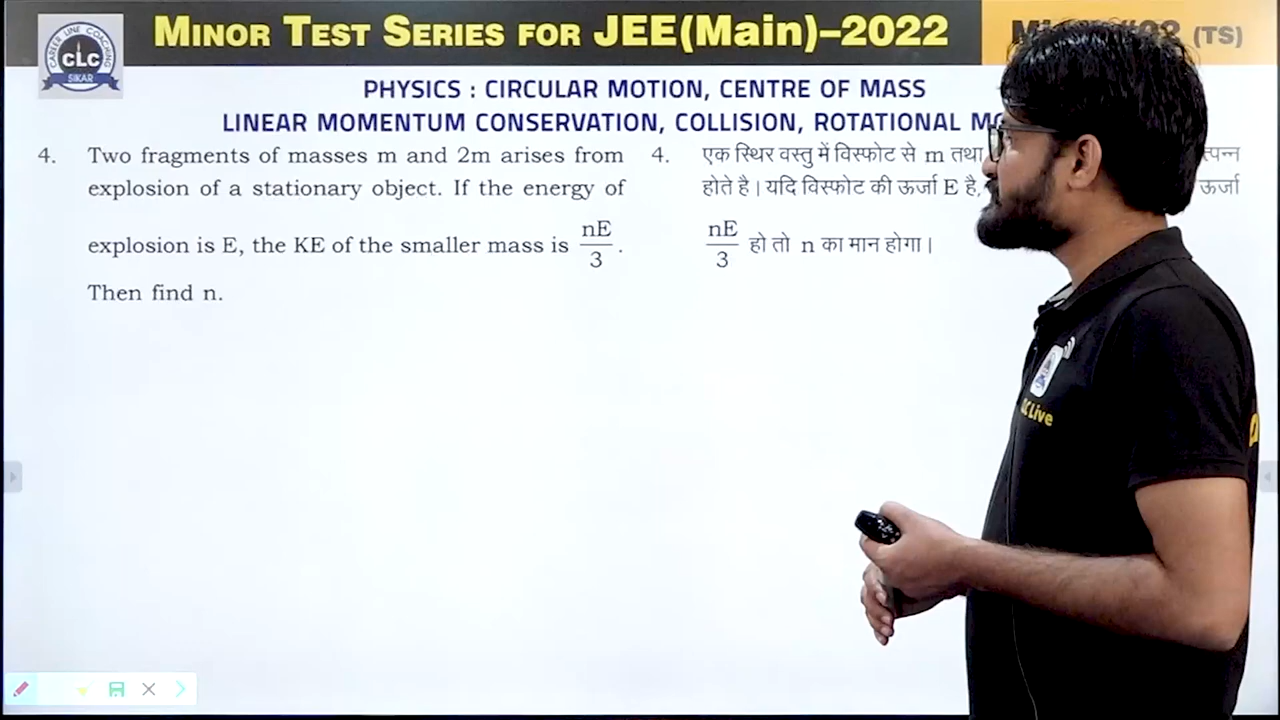 MINOR TEST SERIES FOR JEE(Main)–2022
(TS)
CAREER LINE COACHING
CLC
SIKAR
PHYSICS : CIRCULAR MOTION, CENTRE OF MASS
LINEAR MOMENTUM CONSERVATION, COLLISION, ROTATIONAL
4. Two fragments of masses m and 2m arises from
explosion of a stationary object. If the energy of
explosion is E, the KE of the smaller mass is nE/3.
Then find n.
4. एक स्थिर वस्तु में विस्फोट से m तथा
होते है। यदि विस्फोट की ऊर्जा E है, ऊर्जा
nE/3 हो तो n का मान होगा।
Live